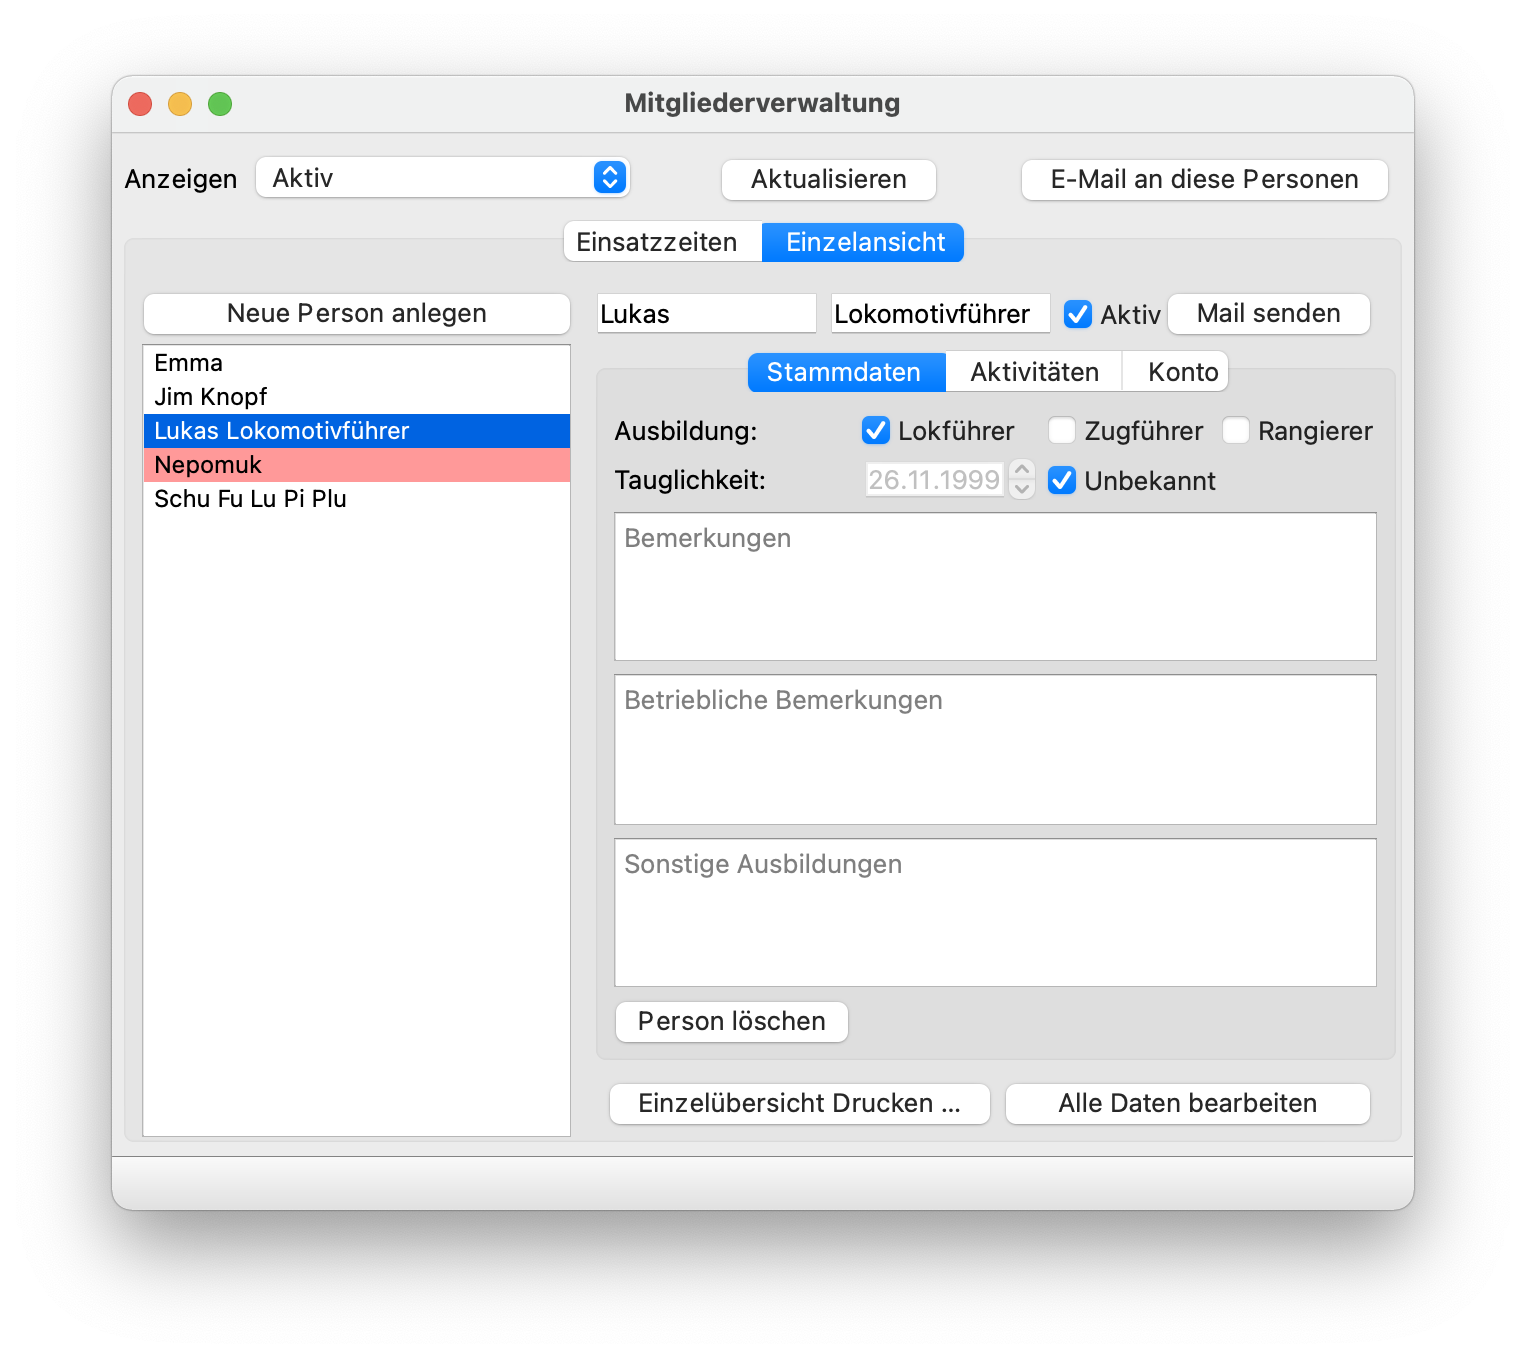 Mitgliederverwaltung
Anzeigen Aktiv Aktualisieren E-Mail an diese Personen
Einsatzzeiten Einzelansicht
Neue Person anlegen
Emma
Jim Knopf
Lukas Lokomotivführer
Nepomuk
Schu Fu Lu Pi Plu
Lukas Lokomotivführer Aktiv Mail senden
Stammdaten Aktivitäten Konto
Ausbildung: Lokführer Zugführer Rangierer
Tauglichkeit: 26.11.1999 Unbekannt
Bemerkungen
Betriebliche Bemerkungen
Sonstige Ausbildungen
Person löschen
Einzelübersicht Drucken ... Alle Daten bearbeiten